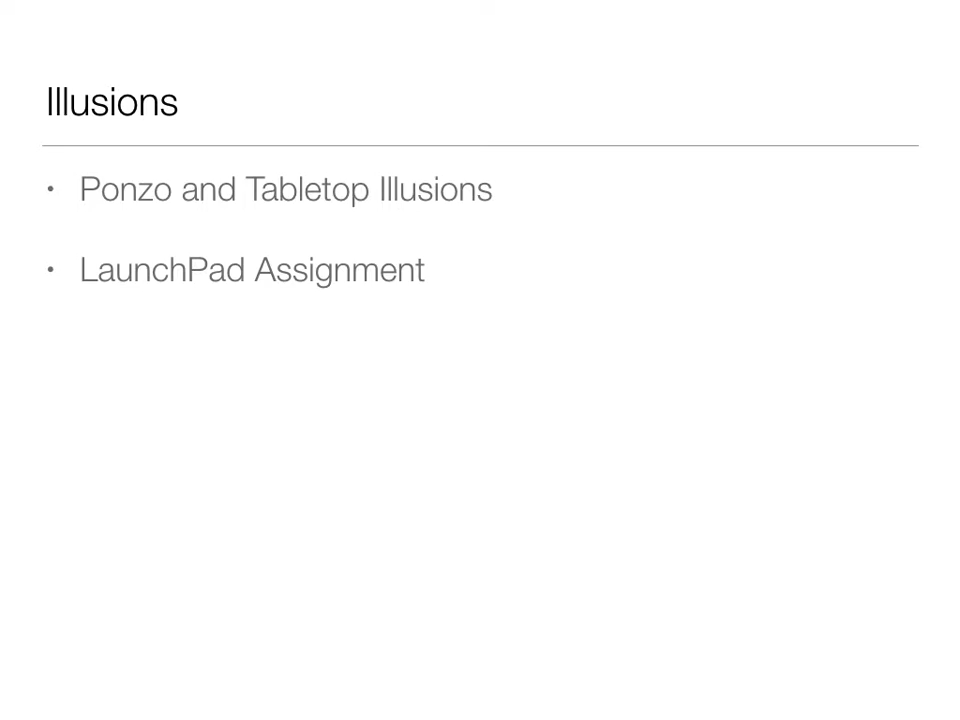 Illusions
• Ponzo and Tabletop Illusions
• LaunchPad Assignment